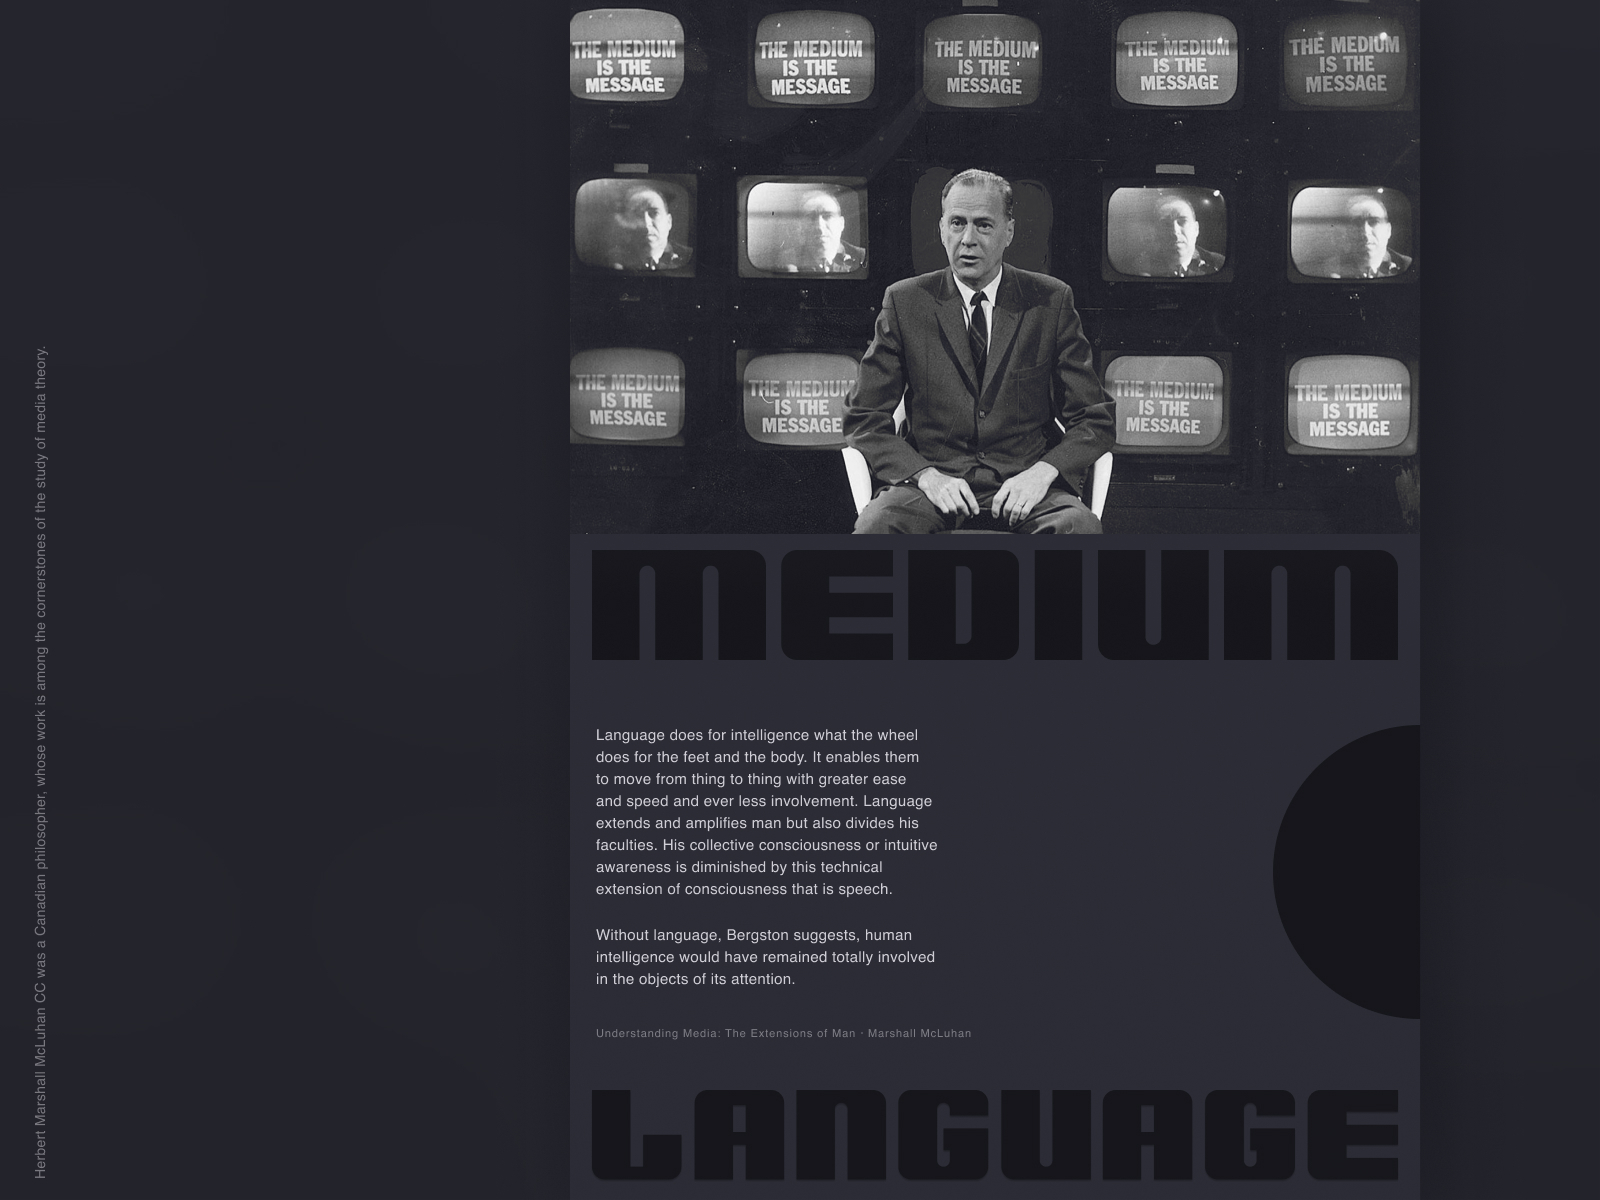 THE MEDIUM
IS THE
MESSAGE
THE MEDIUM
IS THE
MESSAGE
THE MEDIUM
IS THE
MESSAGE
THE MEDIUM
IS THE
MESSAGE
THE MEDIUM
IS THE
MESSAGE
THE MEDIUM
IS THE
MESSAGE
THE MEDIUM
IS THE
MESSAGE
THE MEDIUM
IS THE
MESSAGE
THE MEDIUM
IS THE
MESSAGE
MEDIUM
Language does for intelligence what the wheel
does for the feet and the body. It enables them
to move from thing to thing with greater ease
and speed and ever less involvement. Language
extends and amplifies man but also divides his
faculties. His collective consciousness or intuitive
awareness is diminished by this technical
extension of consciousness that is speech.
Without language, Bergston suggests, human
intelligence would have remained totally involved
in the objects of its attention.
Understanding Media: The Extensions of Man · Marshall McLuhan
LANGUAGE
Herbert Marshall McLuhan CC was a Canadian philosopher, whose work is among the cornerstones of the study of media theory.